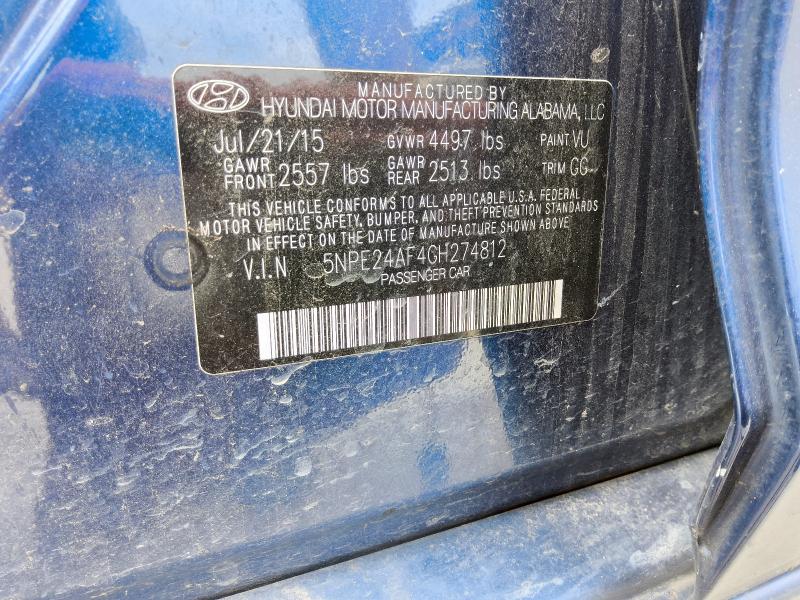 MANUFACTURED BY
HYUNDAI MOTOR MANUFACTURING ALABAMA, LLC
Jul/21/15 GVWR 4497 lbs PAINT VU
GAWR FRONT 2557 lbs GAWR REAR 2513 lbs TRIM GG
THIS VEHICLE CONFORMS TO ALL APPLICABLE U.S.A. FEDERAL
MOTOR VEHICLE SAFETY, BUMPER, AND THEFT PREVENTION STANDARDS
IN EFFECT ON THE DATE OF MANUFACTURE SHOWN ABOVE
V.I.N 5NPE24AF4GH274812
PASSENGER CAR